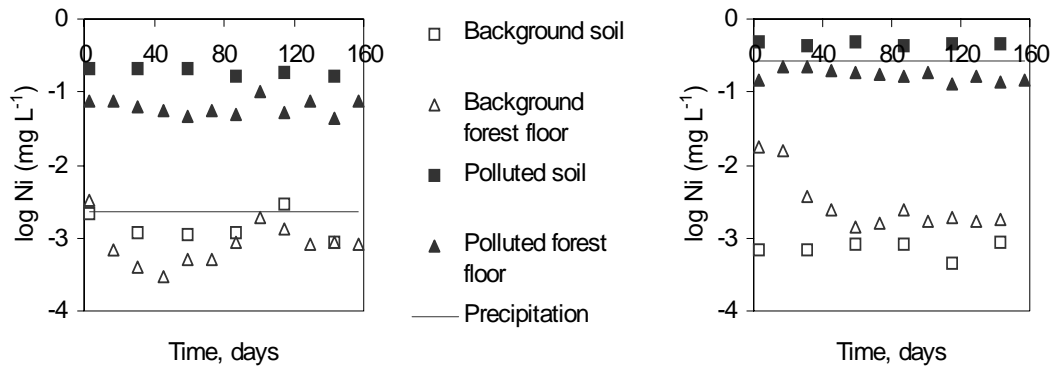 0
0 40 80 120 160
-1
-2
-3
-4
log Ni (mg L⁻¹)
Time, days
Background soil
Background
forest floor
Polluted soil
Polluted forest
floor
Precipitation
0
0 40 80 120 160
-1
-2
-3
-4
log Ni (mg L⁻¹)
Time, days